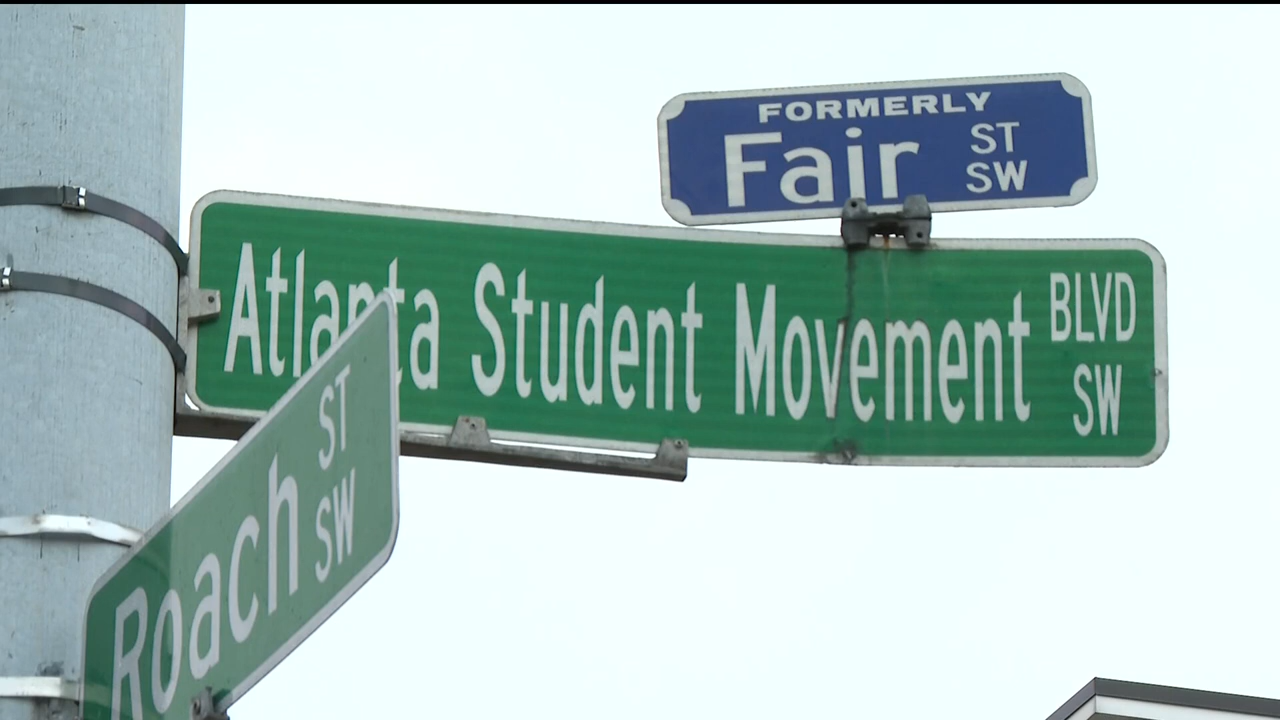 FORMERLY
Fair ST SW
Atlanta Student Movement BLVD SW
Roach ST SW